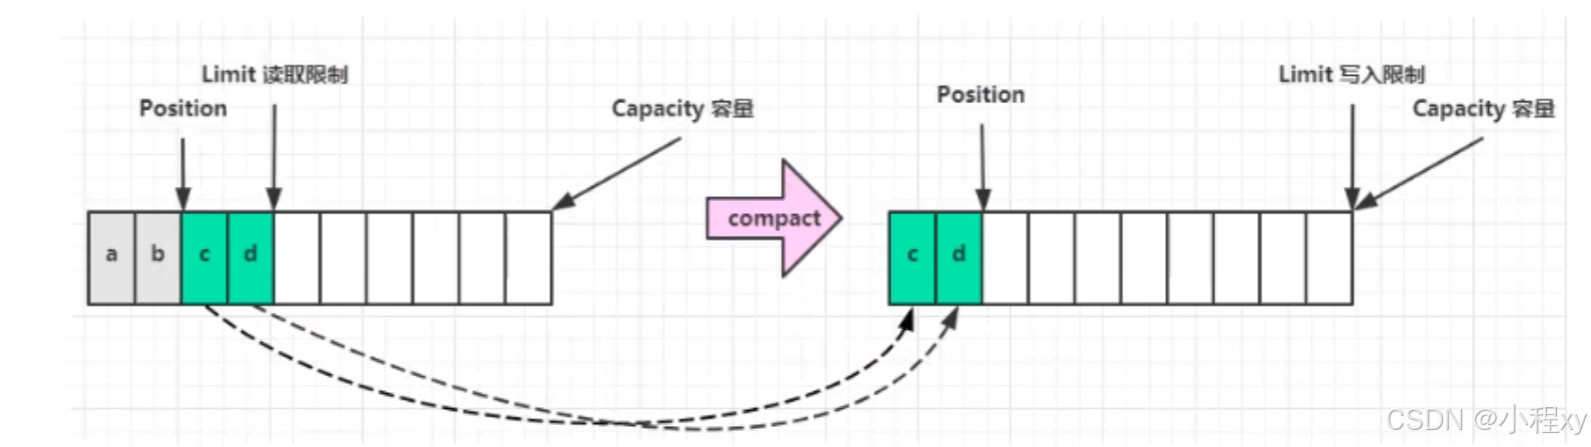 Limit 读取限制
Position
Capacity 容量
a b c d
compact
Limit 写入限制
Position
Capacity 容量
c d
CSDN @小程xy